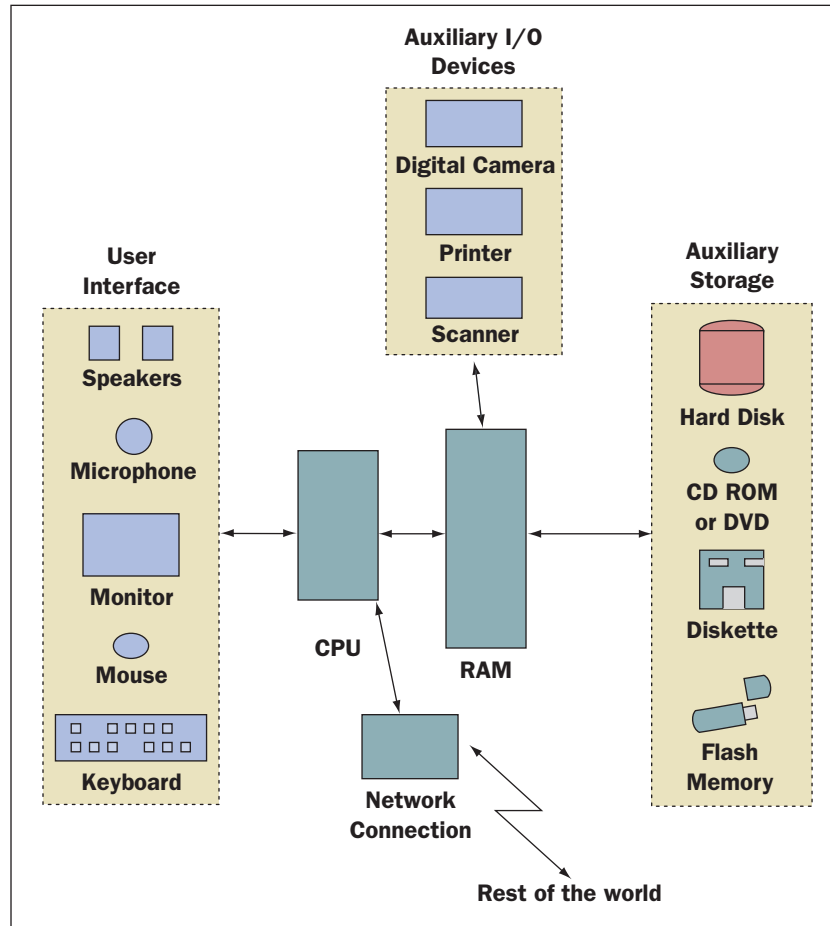 Auxiliary I/O
Devices
Digital Camera
Printer
Scanner
User
Interface
Speakers
Microphone
Monitor
Mouse
Keyboard
CPU
RAM
Network
Connection
Rest of the world
Auxiliary
Storage
Hard Disk
CD ROM
or DVD
Diskette
Flash
Memory